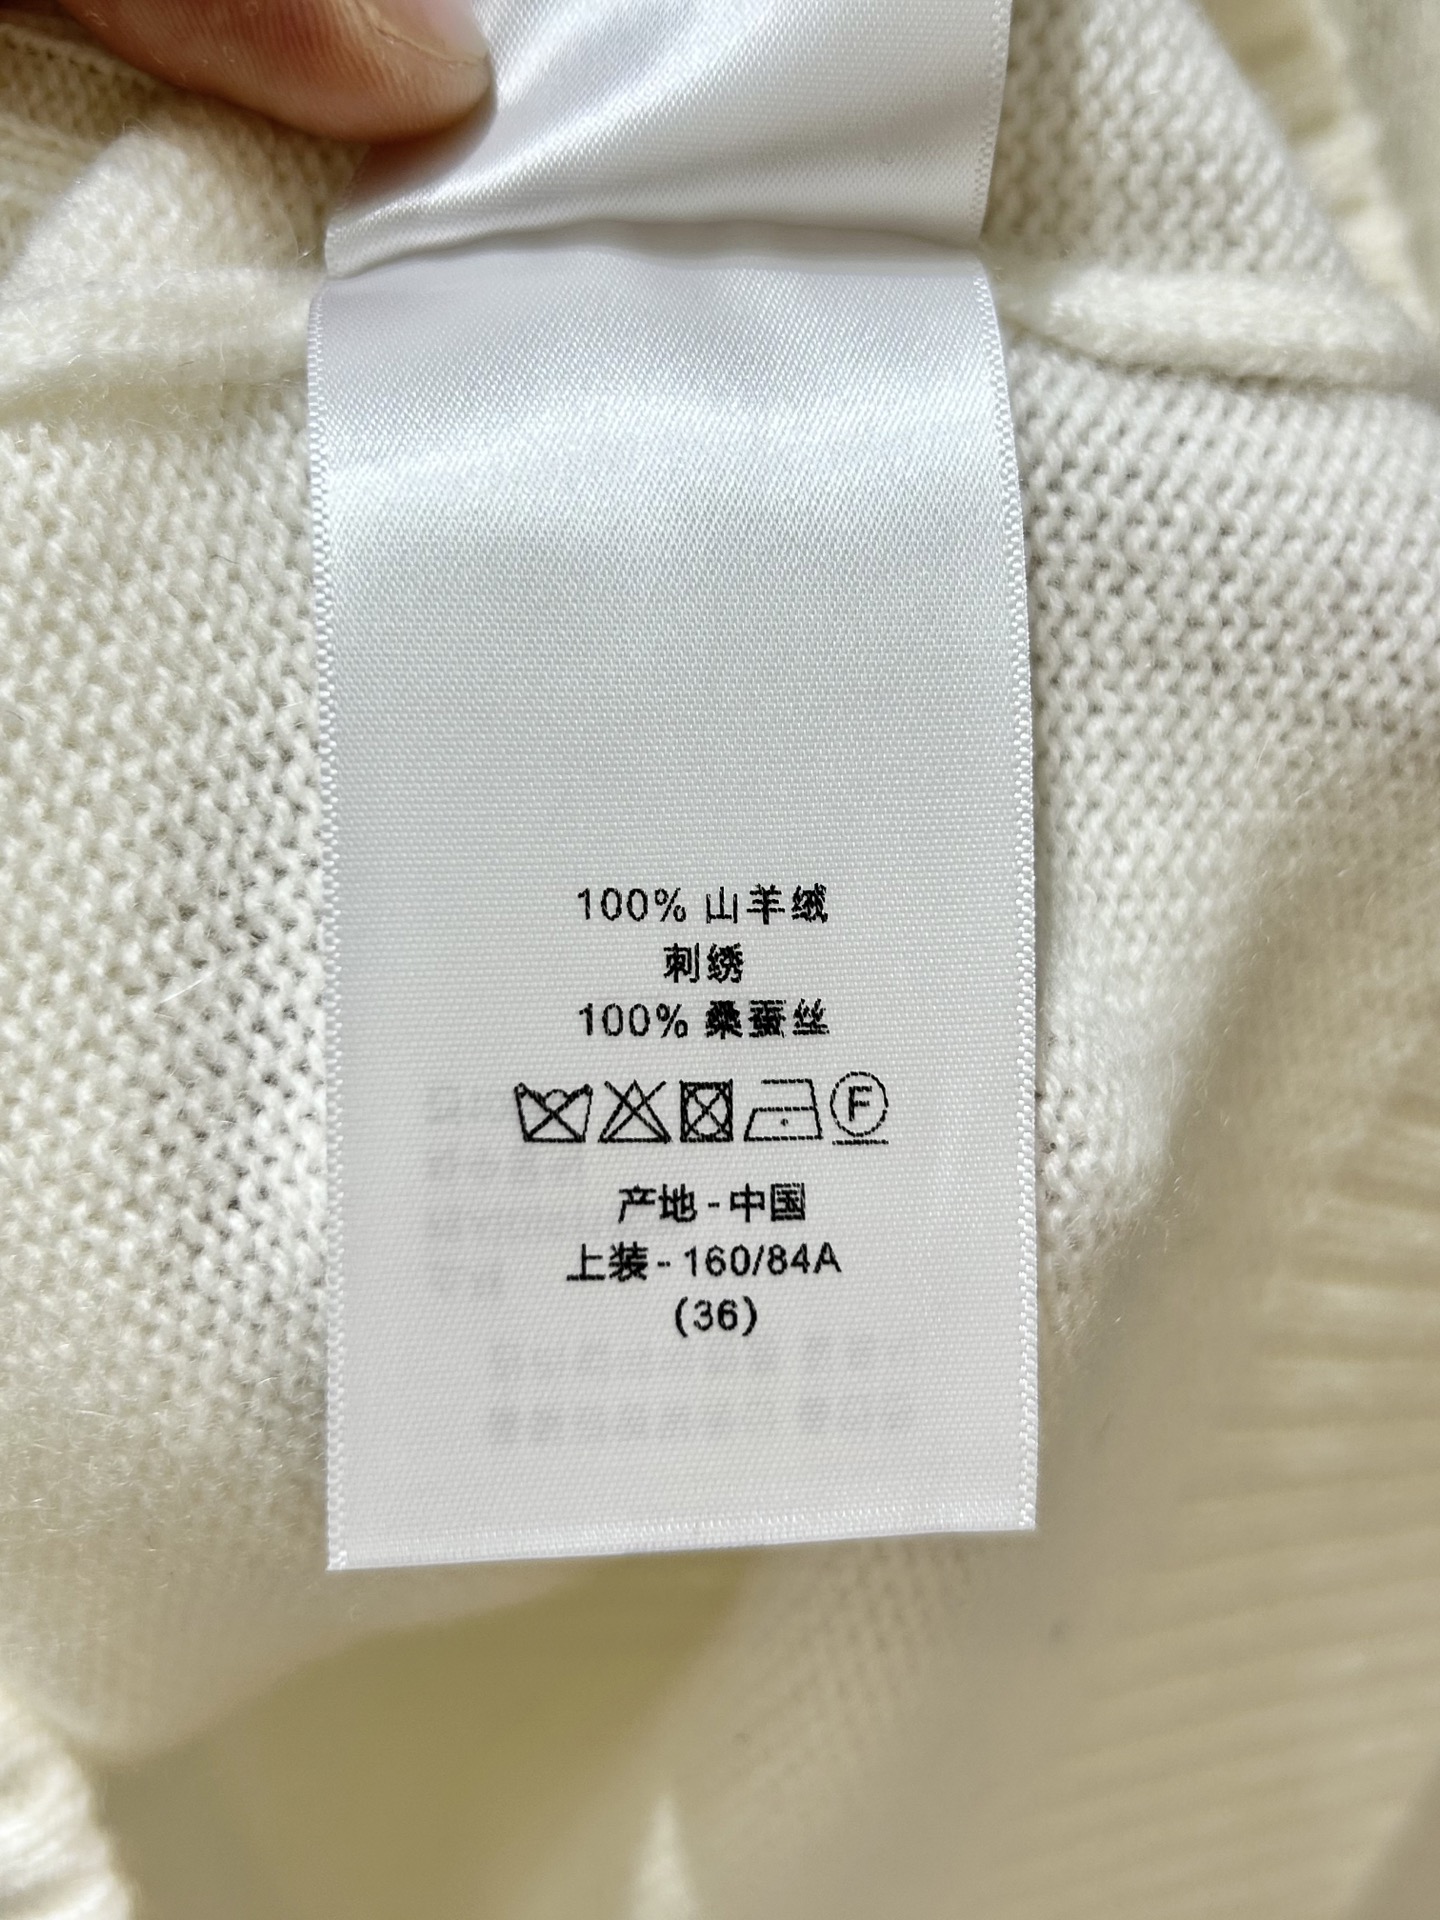 100% 山羊绒
刺绣
100% 桑蚕丝
F
产地 - 中国
上装 - 160/84A
(36)